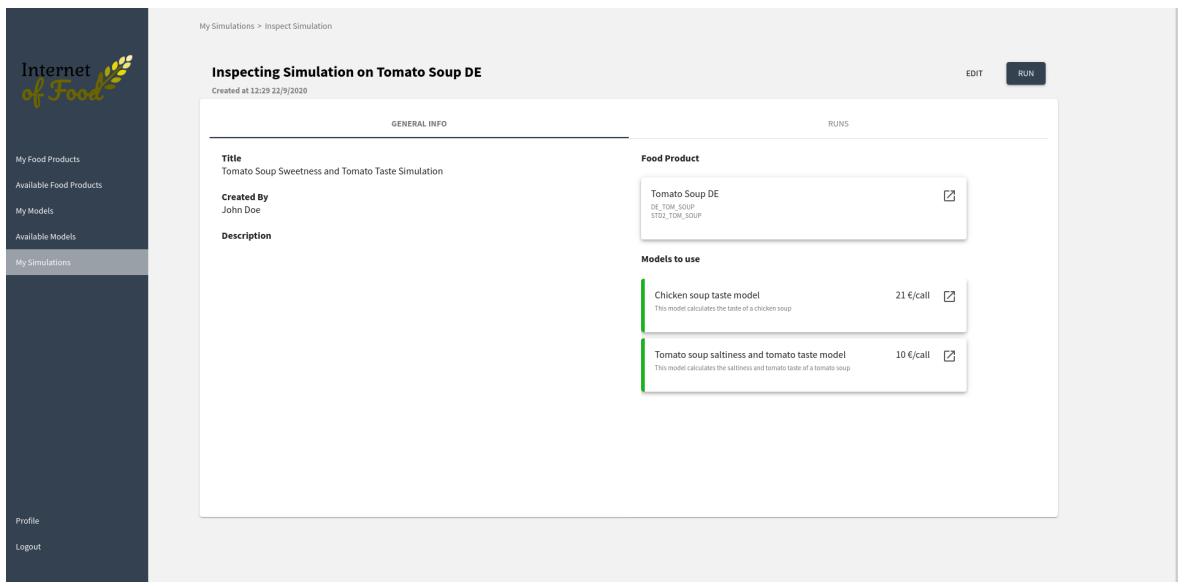 Internet
of Food
My Food Products
Available Food Products
My Models
Available Models
My Simulations
Profile
Logout
My Simulations > Inspect Simulation
Inspecting Simulation on Tomato Soup DE
Created at 12:29 22/9/2020
EDIT
RUN
GENERAL INFO
RUNS
Title
Tomato Soup Sweetness and Tomato Taste Simulation
Created By
John Doe
Description
Food Product
Tomato Soup DE
DE_TOM_SOUP
STD2_TOM_SOUP
Models to use
Chicken soup taste model
21 €/call
This model calculates the taste of a chicken soup
Tomato soup saltiness and tomato taste model
10 €/call
This model calculates the saltiness and tomato taste of a tomato soup